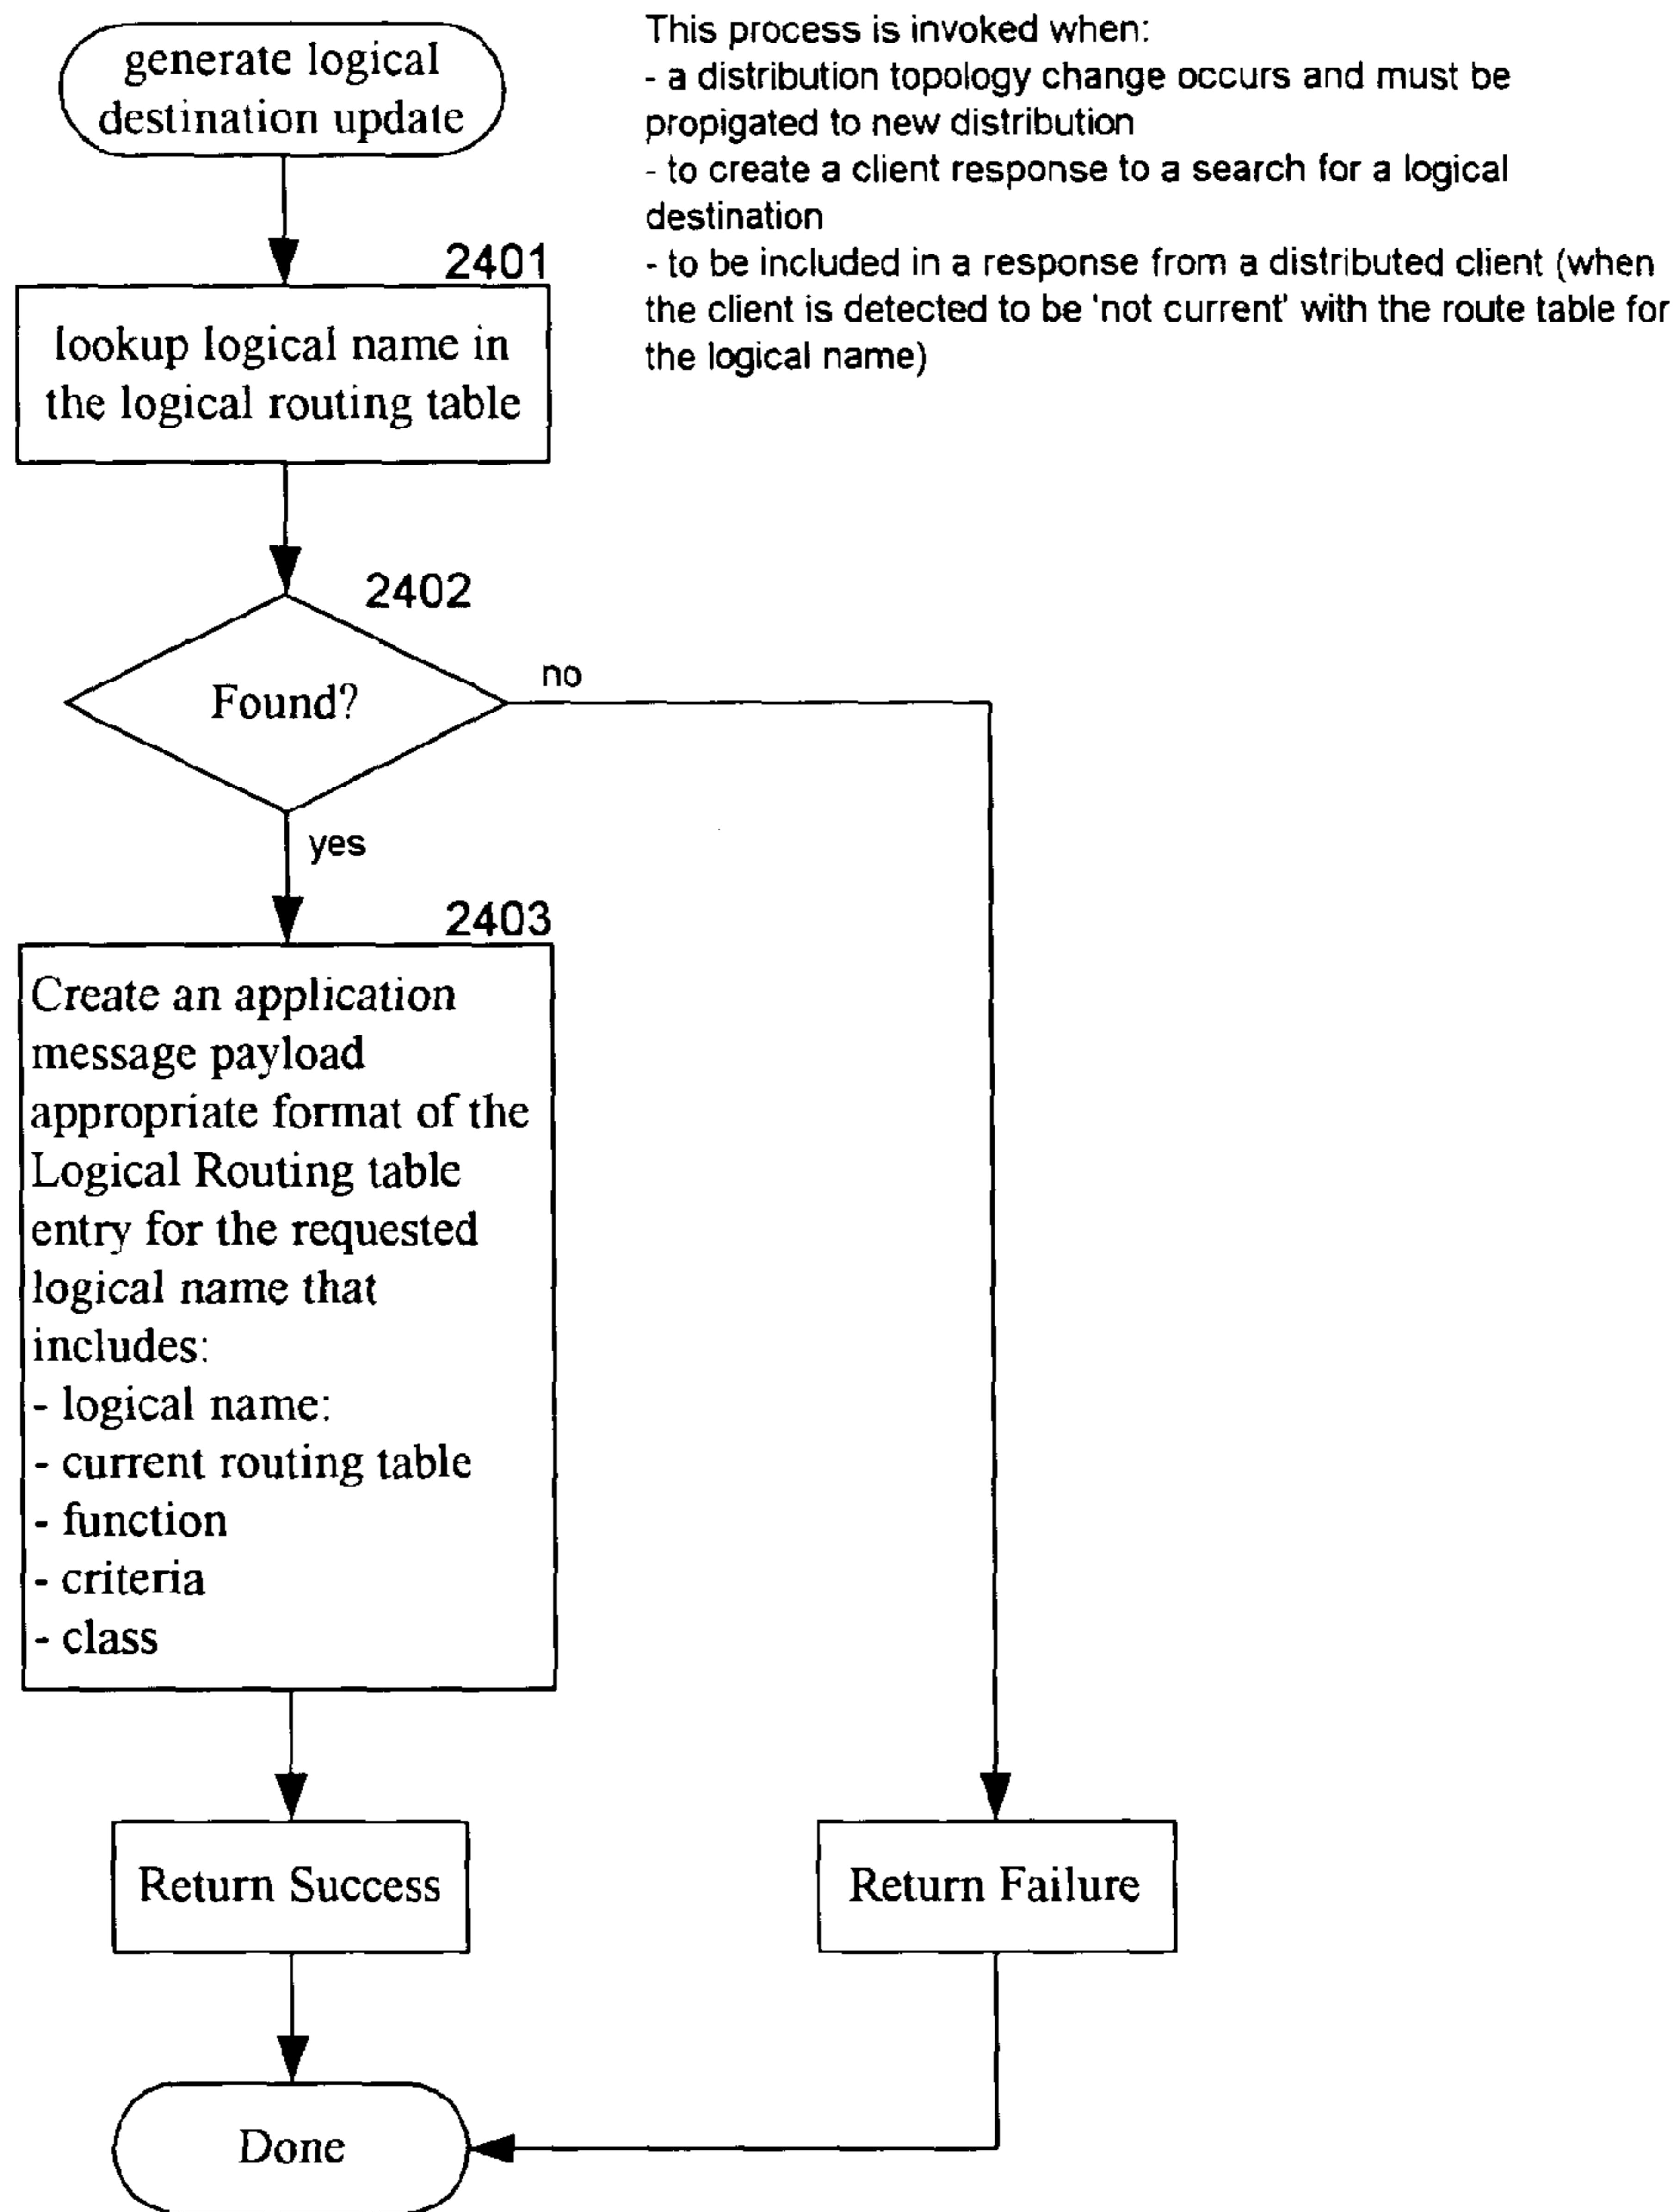 generate logical
destination update
This process is invoked when:
- a distribution topology change occurs and must be
propigated to new distribution
- to create a client response to a search for a logical
destination
- to be included in a response from a distributed client (when
the client is detected to be 'not current' with the route table for
the logical name)
2401
lookup logical name in
the logical routing table
2402
Found?
no
yes
2403
Create an application
message payload
appropriate format of the
Logical Routing table
entry for the requested
logical name that
includes:
- logical name:
- current routing table
- function
- criteria
- class
Return Success
Return Failure
Done